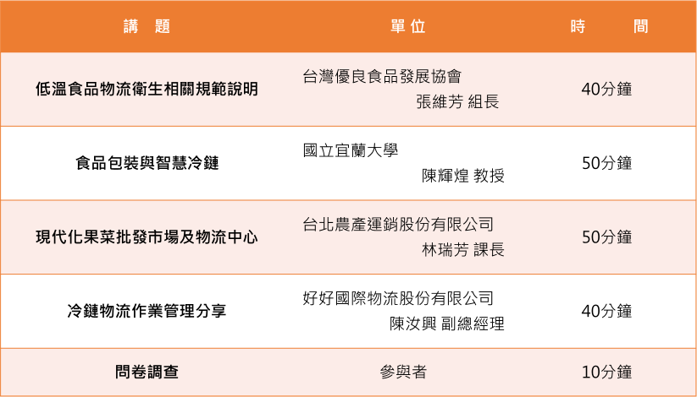 講 題 單位 時 間
台灣優良食品發展協會
低溫食品物流衛生相關規範說明 40分鐘
張維芳 組長
國立宜蘭大學
食品包裝與智慧冷鏈 50分鐘
陳輝煌 教授
台北農產運銷股份有限公司
現代化果菜批發市場及物流中心 50分鐘
林瑞芳 課長
好好國際物流股份有限公司
冷鏈物流作業管理分享 40分鐘
陳汝興 副總經理
問卷調查 參與者 10分鐘